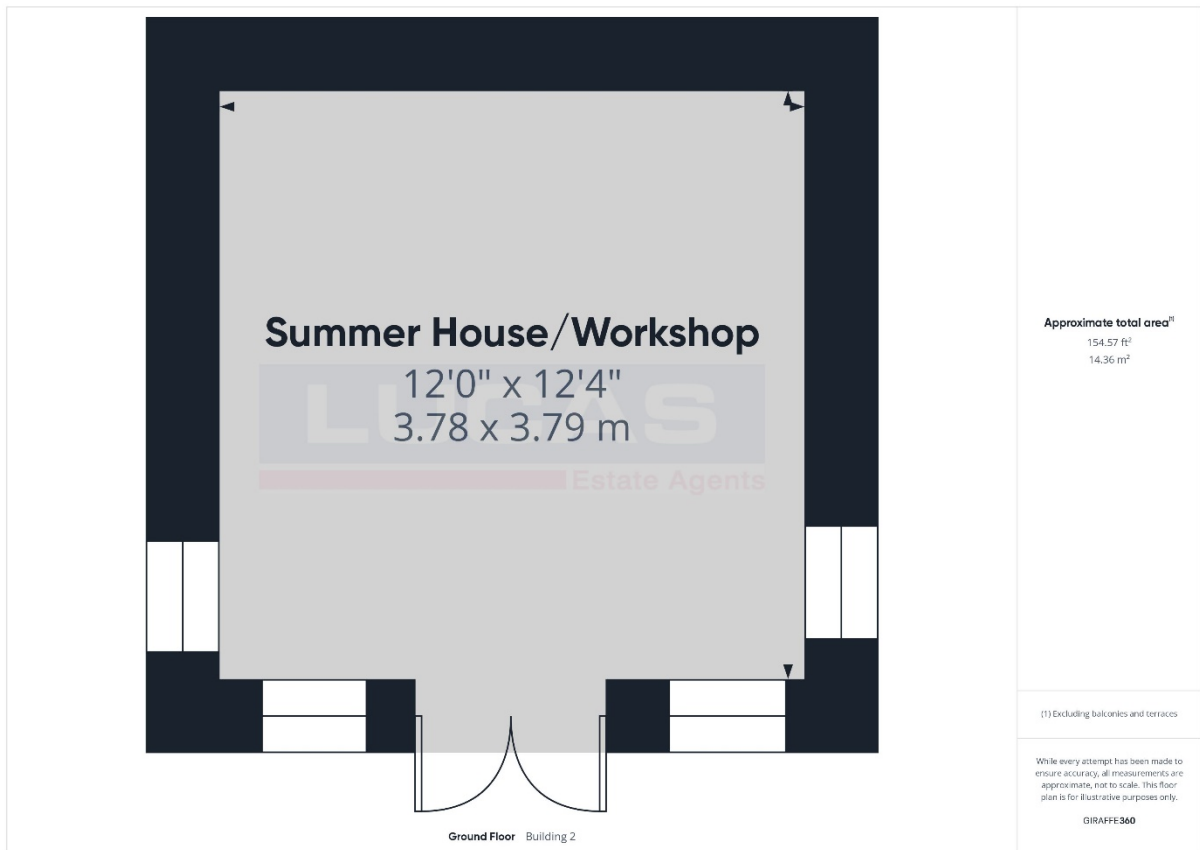 Summer House/Workshop
12'0" x 12'4"
3.78 x 3.79 m
LUCAS
Estate Agents
Ground Floor Building 2
Approximate total area(1)
154.57 ft²
14.36 m²
(1) Excluding balconies and terraces
While every attempt has been made to
ensure accuracy, all measurements are
approximate, not to scale. This floor
plan is for illustrative purposes only.
GIRAFFE360